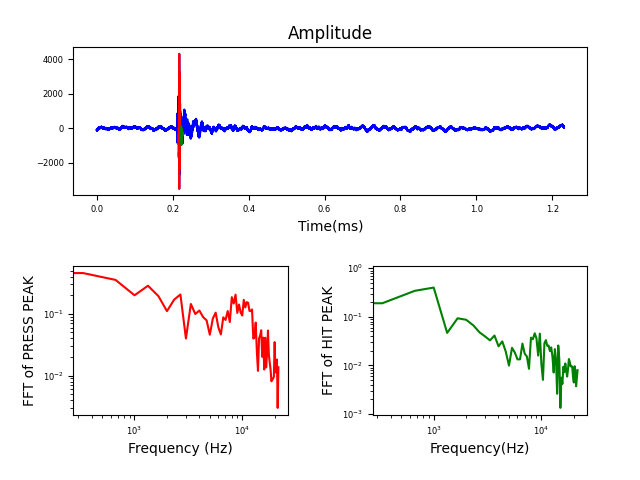 Amplitude
4000
2000
0
−2000
0.0 0.2 0.4 0.6 0.8 1.0 1.2
Time(ms)
FFT of PRESS PEAK
10⁻¹
10⁻²
10³ 10⁴
Frequency (Hz)
FFT of HIT PEAK
10⁰
10⁻¹
10⁻²
10⁻³
10³ 10⁴
Frequency(Hz)